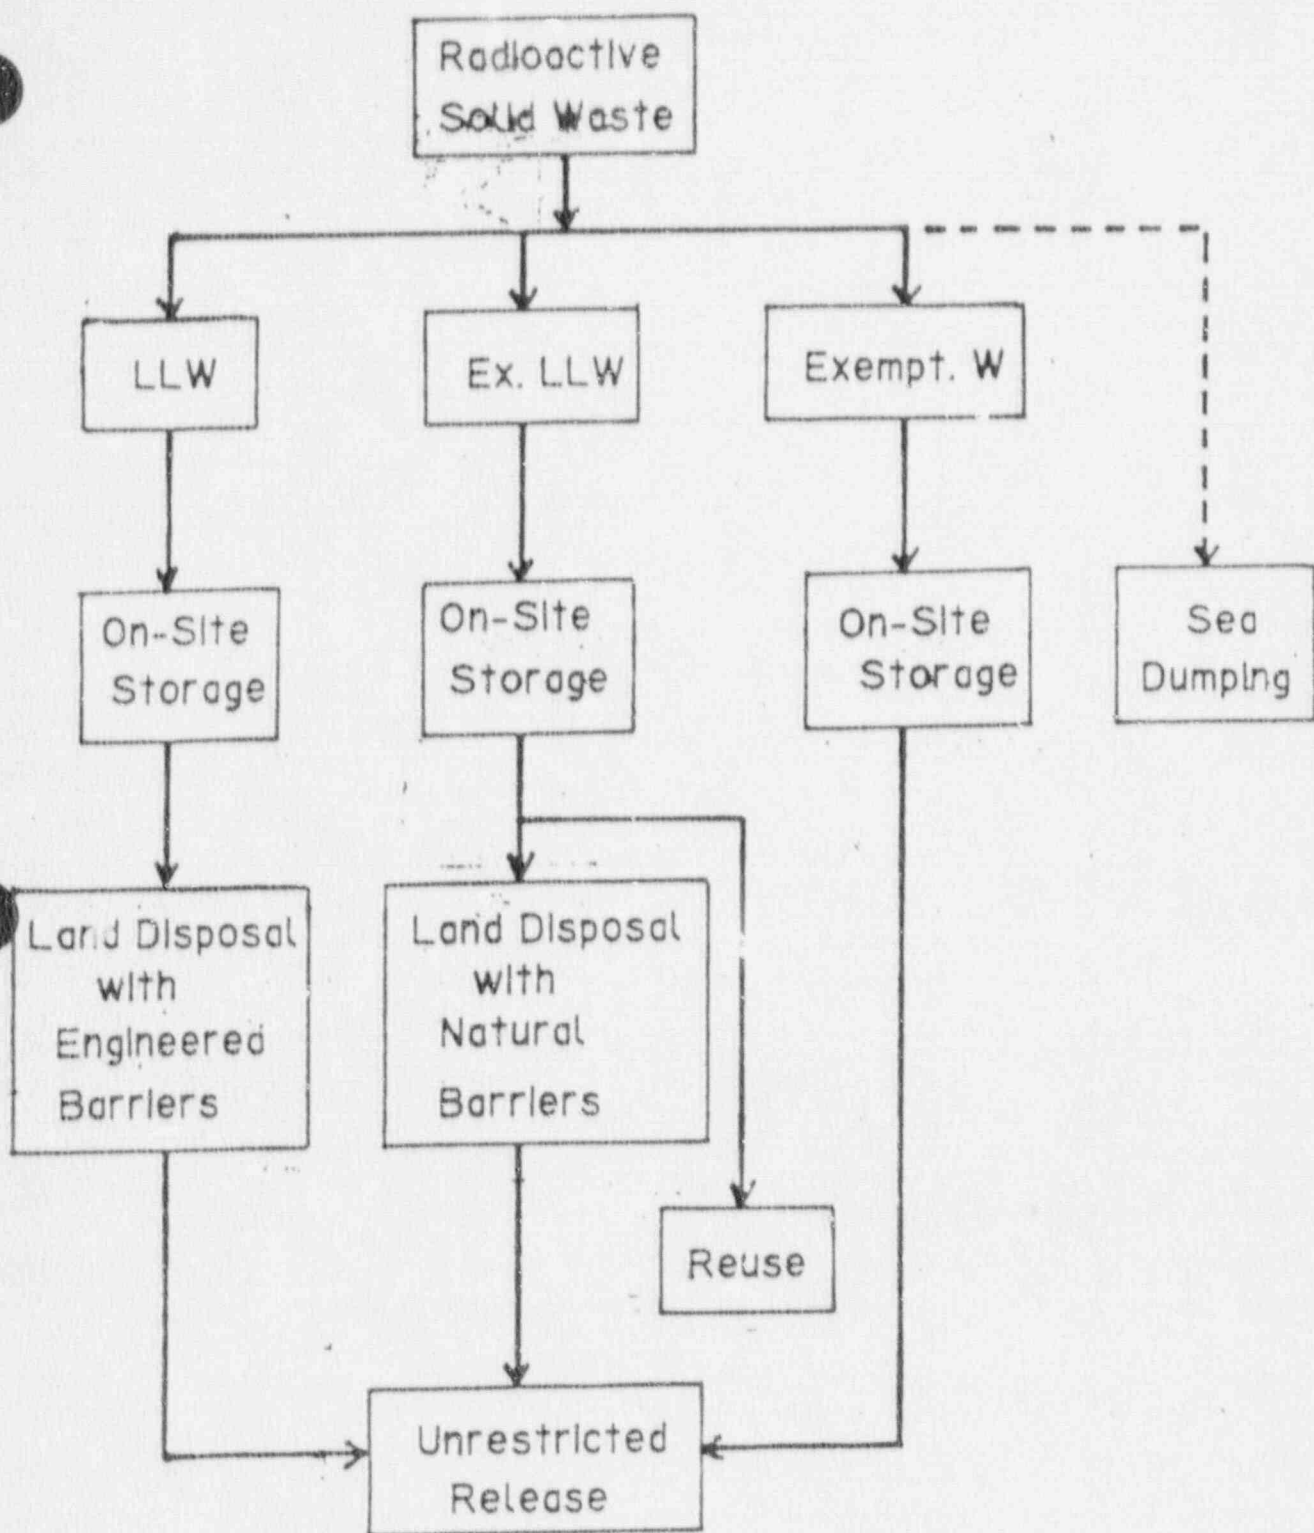 Radioactive
Solid Waste
LLW
Ex. LLW
Exempt. W
On-Site
Storage
On-Site
Storage
On-Site
Storage
Sea
Dumping
Land Disposal
with
Engineered
Barriers
Land Disposal
with
Natural
Barriers
Reuse
Unrestricted
Release